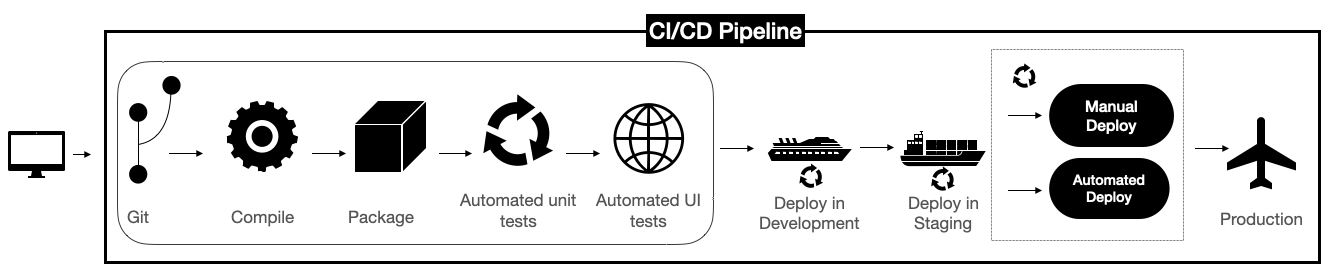 CI/CD Pipeline
Git
Compile
Package
Automated unit
tests
Automated UI
tests
Deploy in
Development
Deploy in
Staging
Manual
Deploy
Automated
Deploy
Production